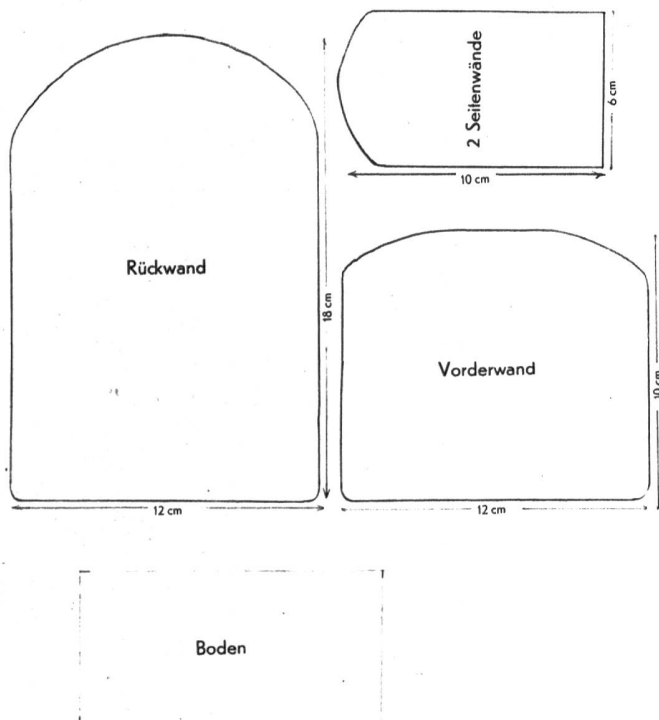 2 Seitenwände
6 cm
10 cm
Rückwand
18 cm
12 cm
Vorderwand
10 cm
12 cm
Boden